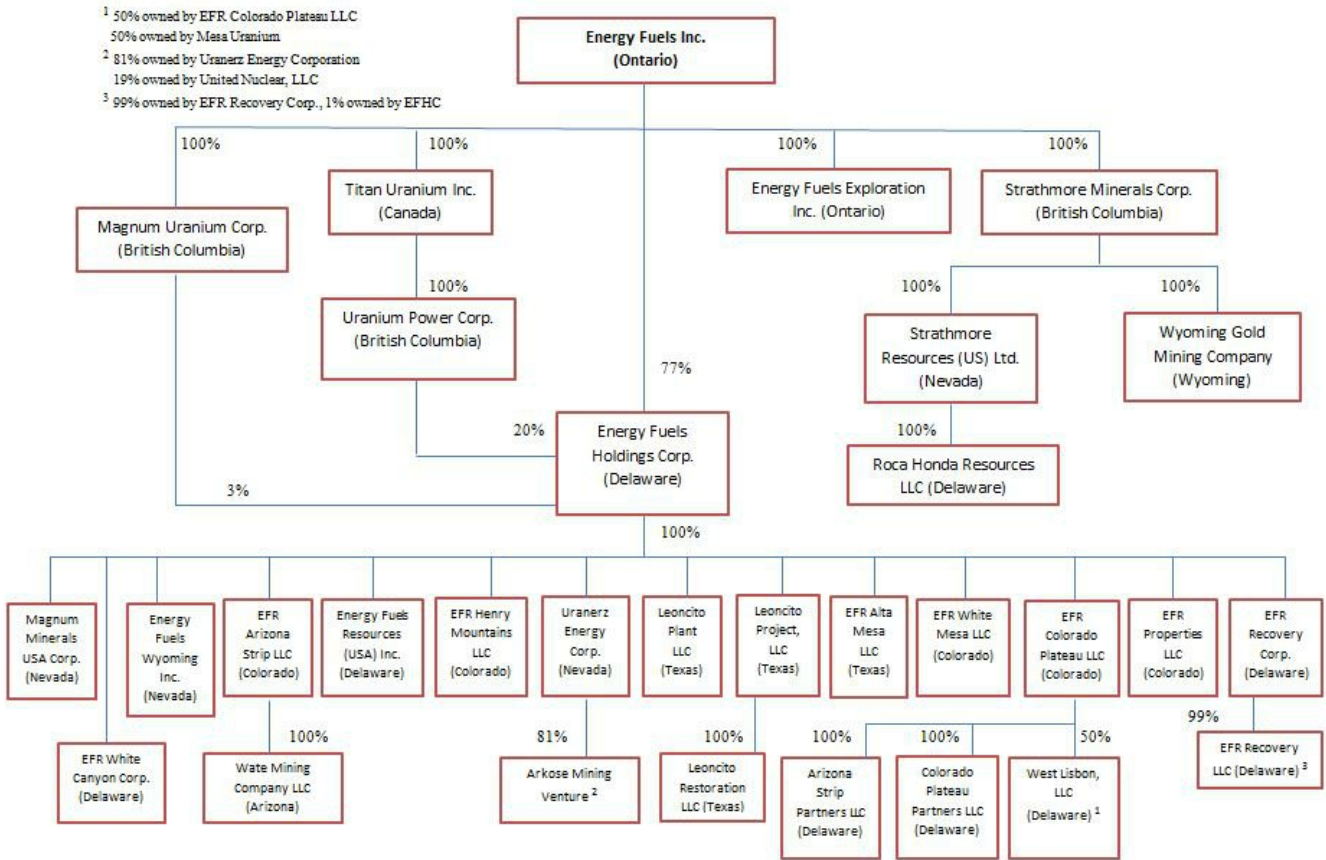 1 50% owned by EFR Colorado Plateau LLC
50% owned by Mesa Uranium
2 81% owned by Uranerz Energy Corporation
19% owned by United Nuclear, LLC
3 99% owned by EFR Recovery Corp., 1% owned by EFHC
Energy Fuels Inc.
(Ontario)
100%
100%
100%
100%
Magnum Uranium Corp.
(British Columbia)
Titan Uranium Inc.
(Canada)
Energy Fuels Exploration
Inc. (Ontario)
Strathmore Minerals Corp.
(British Columbia)
100%
100%
100%
Uranium Power Corp.
(British Columbia)
Strathmore
Resources (US) Ltd.
(Nevada)
Wyoming Gold
Mining Company
(Wyoming)
77%
20%
3%
Energy Fuels
Holdings Corp.
(Delaware)
100%
Roca Honda Resources
LLC (Delaware)
100%
Magnum
Minerals
USA Corp.
(Nevada)
Energy
Fuels
Wyoming
Inc.
(Nevada)
EFR
Arizona
Strip LLC
(Colorado)
Energy Fuels
Resources
(USA) Inc.
(Delaware)
EFR Henry
Mountains
LLC
(Colorado)
Uranerz
Energy
Corp.
(Nevada)
Leoncito
Plant
LLC
(Texas)
Leoncito
Project,
LLC
(Texas)
EFR Alta
Mesa
LLC
(Texas)
EFR White
Mesa LLC
(Colorado)
EFR
Colorado
Plateau LLC
(Colorado)
EFR
Properties
LLC
(Colorado)
EFR
Recovery
Corp.
(Delaware)
100%
81%
100%
100%
100%
50%
99%
EFR White
Canyon Corp.
(Delaware)
Wate Mining
Company LLC
(Arizona)
Arkose Mining
Venture 2
Leoncito
Restoration
LLC (Texas)
Arizona
Strip
Partners LLC
(Delaware)
Colorado
Plateau
Partners LLC
(Delaware)
West Lisbon,
LLC
(Delaware) 1
EFR Recovery
LLC (Delaware) 3